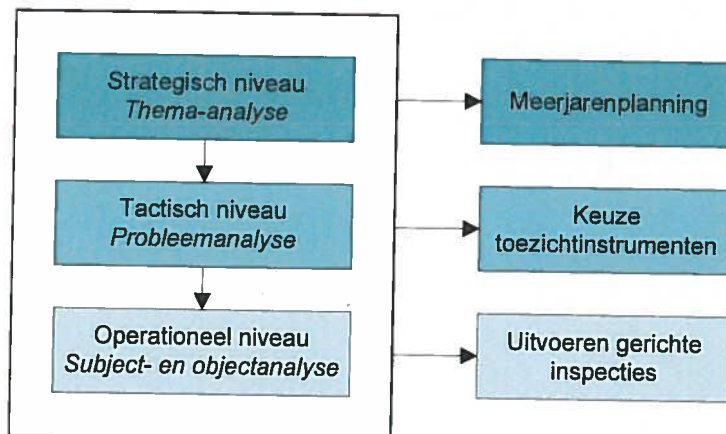 Strategisch niveau
Thema-analyse
Meerjarenplanning
Tactisch niveau
Probleemanalyse
Keuze
toezichtinstrumenten
Operationeel niveau
Subject- en objectanalyse
Uitvoeren gerichte
inspecties